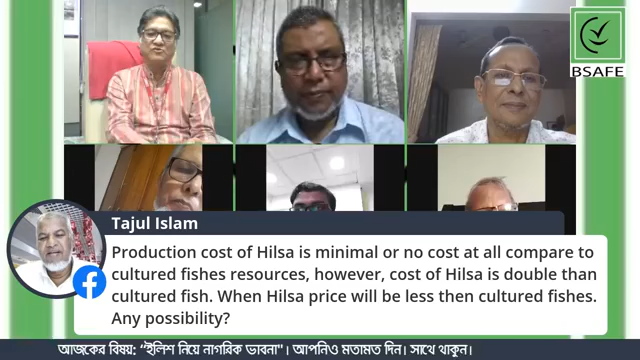 BSAFE
Tajul Islam
Production cost of Hilsa is minimal or no cost at all compare to
cultured fishes resources, however, cost of Hilsa is double than
cultured fish. When Hilsa price will be less then cultured fishes.
Any possibility?
আজকের বিষয়: “ইলিশ নিয়ে নাগরিক ভাবনা"। আপনিও মতামত দিন। সাথে থাকুন।